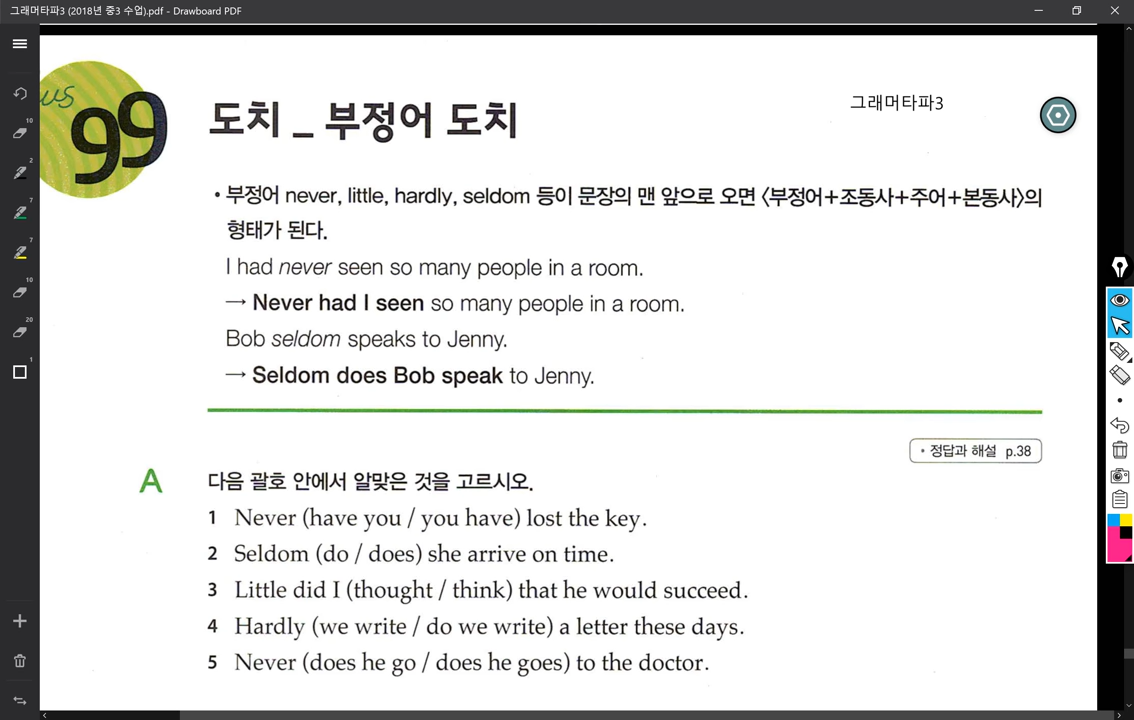 그래머타파3 (2018년 중3 수업).pdf - Drawboard PDF
us
99
도치 _ 부정어 도치
그래머타파3
• 부정어 never, little, hardly, seldom 등이 문장의 맨 앞으로 오면 〈부정어+조동사+주어+본동사〉의
형태가 된다.
I had never seen so many people in a room.
→ Never had I seen so many people in a room.
Bob seldom speaks to Jenny.
→ Seldom does Bob speak to Jenny.
• 정답과 해설 p.38
A 다음 괄호 안에서 알맞은 것을 고르시오.
1 Never (have you / you have) lost the key.
2 Seldom (do / does) she arrive on time.
3 Little did I (thought / think) that he would succeed.
4 Hardly (we write / do we write) a letter these days.
5 Never (does he go / does he goes) to the doctor.
10
2
7
7
10
20
1